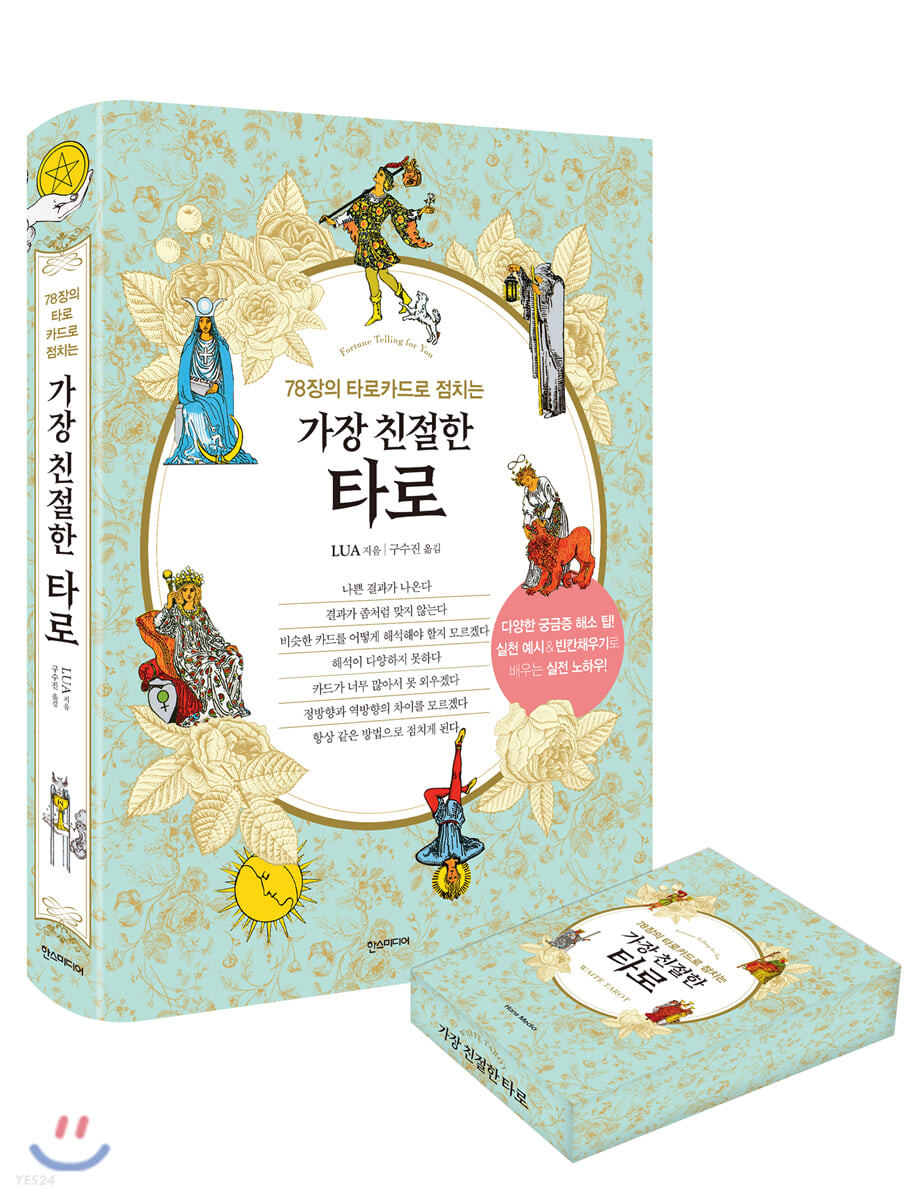 78장의
타로
카드로
점치는
가장 친절한 타로
LUA 지음
구수진 옮김
한스미디어
Fortune Telling for You
78장의 타로카드로 점치는
가장 친절한
타로
LUA 지음 | 구수진 옮김
나쁜 결과가 나온다
결과가 좀처럼 맞지 않는다
비슷한 카드를 어떻게 해석해야 할지 모르겠다
해석이 다양하지 못하다
카드가 너무 많아서 못 외우겠다
정방향과 역방향의 차이를 모르겠다
항상 같은 방법으로 점치게 된다
다양한 궁금증 해소 팁!
실천 예시 & 빈칸채우기로
배우는 실전 노하우!
한스미디어
78장의 타로카드로 점치는
가장 친절한
타로
WAITE TAROT
Hans Media
WAITE TAROT
가장 친절한 타로
YES24